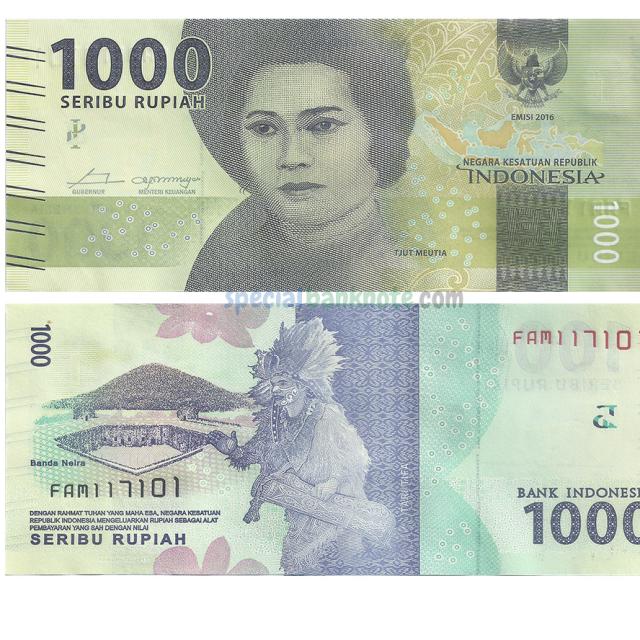 1000
SERIBU RUPIAH
EMISI 2016
NEGARA KESATUAN REPUBLIK
INDONESIA
GUBERNUR
MENTERI KEUANGAN
TJUT MEUTIA
1000
specialbanknote.com
1000
FAM117101
Banda Neira
FAM117101
DENGAN RAHMAT TUHAN YANG MAHA ESA, NEGARA KESATUAN
REPUBLIK INDONESIA MENGELUARKAN RUPIAH SEBAGAI ALAT
PEMBAYARAN YANG SAH DENGAN NILAI
SERIBU RUPIAH
TARI TIFA
BANK INDONESI
1000